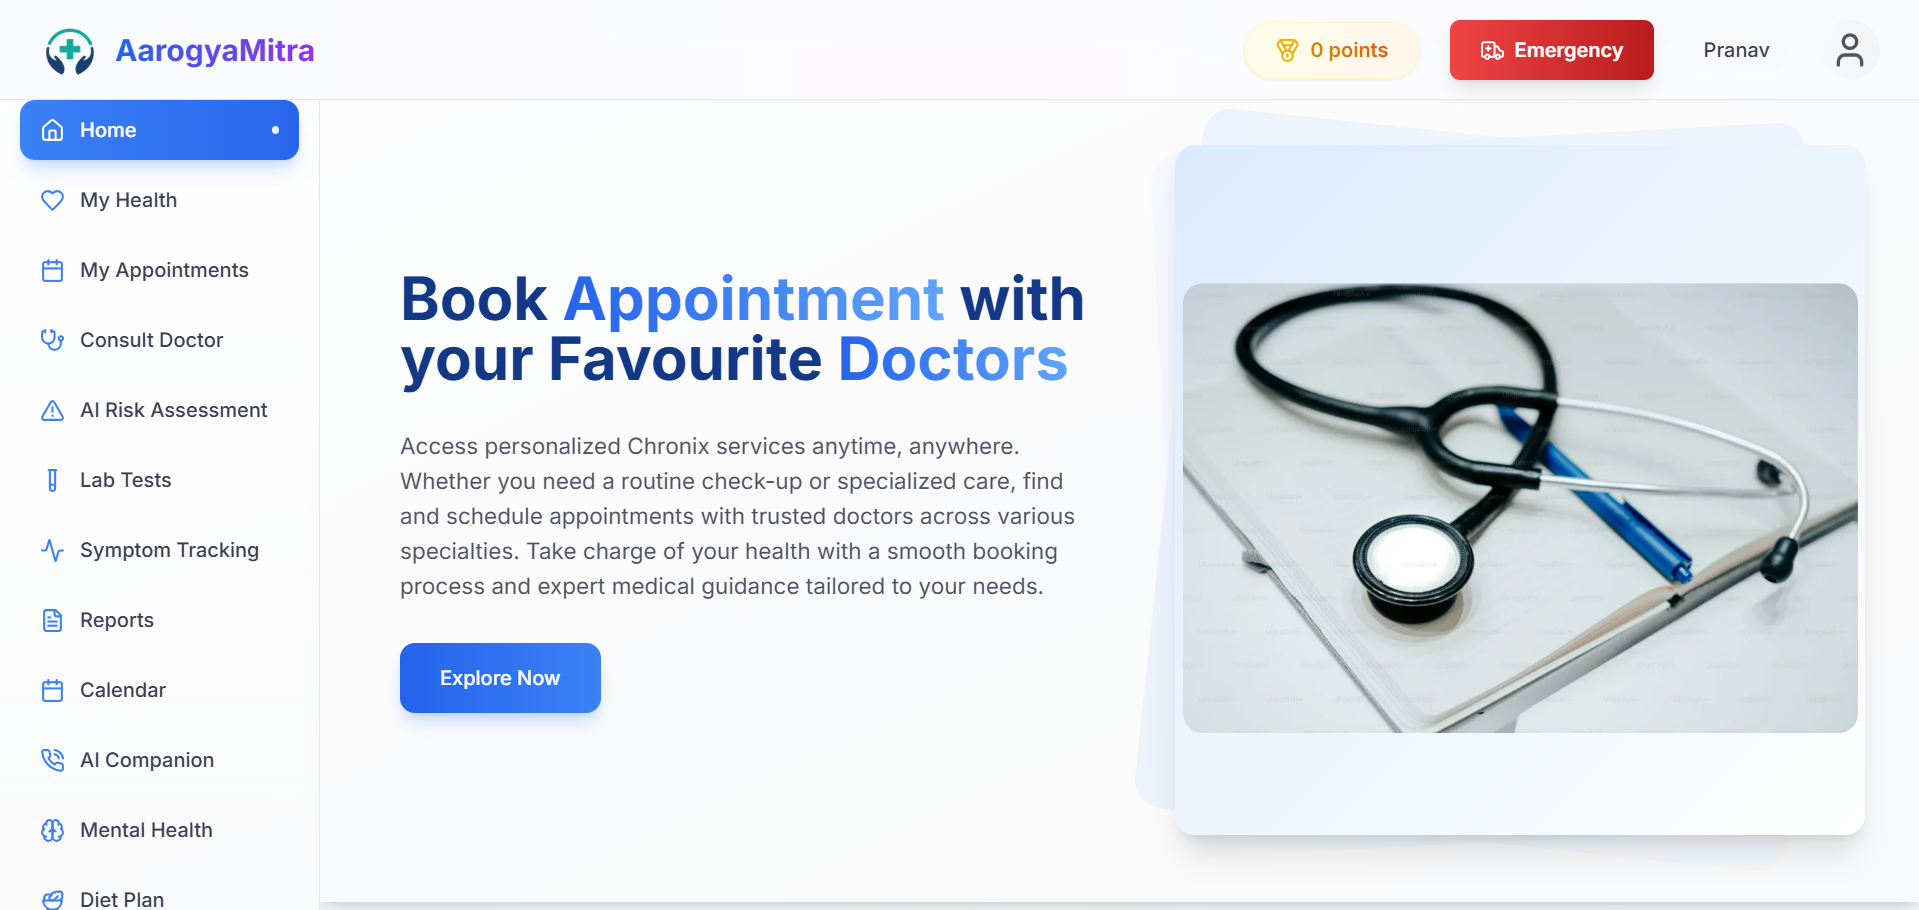 AarogyaMitra
0 points
Emergency
Pranav
Home
My Health
My Appointments
Consult Doctor
AI Risk Assessment
Lab Tests
Symptom Tracking
Reports
Calendar
AI Companion
Mental Health
Diet Plan
Book Appointment with
your Favourite Doctors
Access personalized Chronix services anytime, anywhere.
Whether you need a routine check-up or specialized care, find
and schedule appointments with trusted doctors across various
specialties. Take charge of your health with a smooth booking
process and expert medical guidance tailored to your needs.
Explore Now